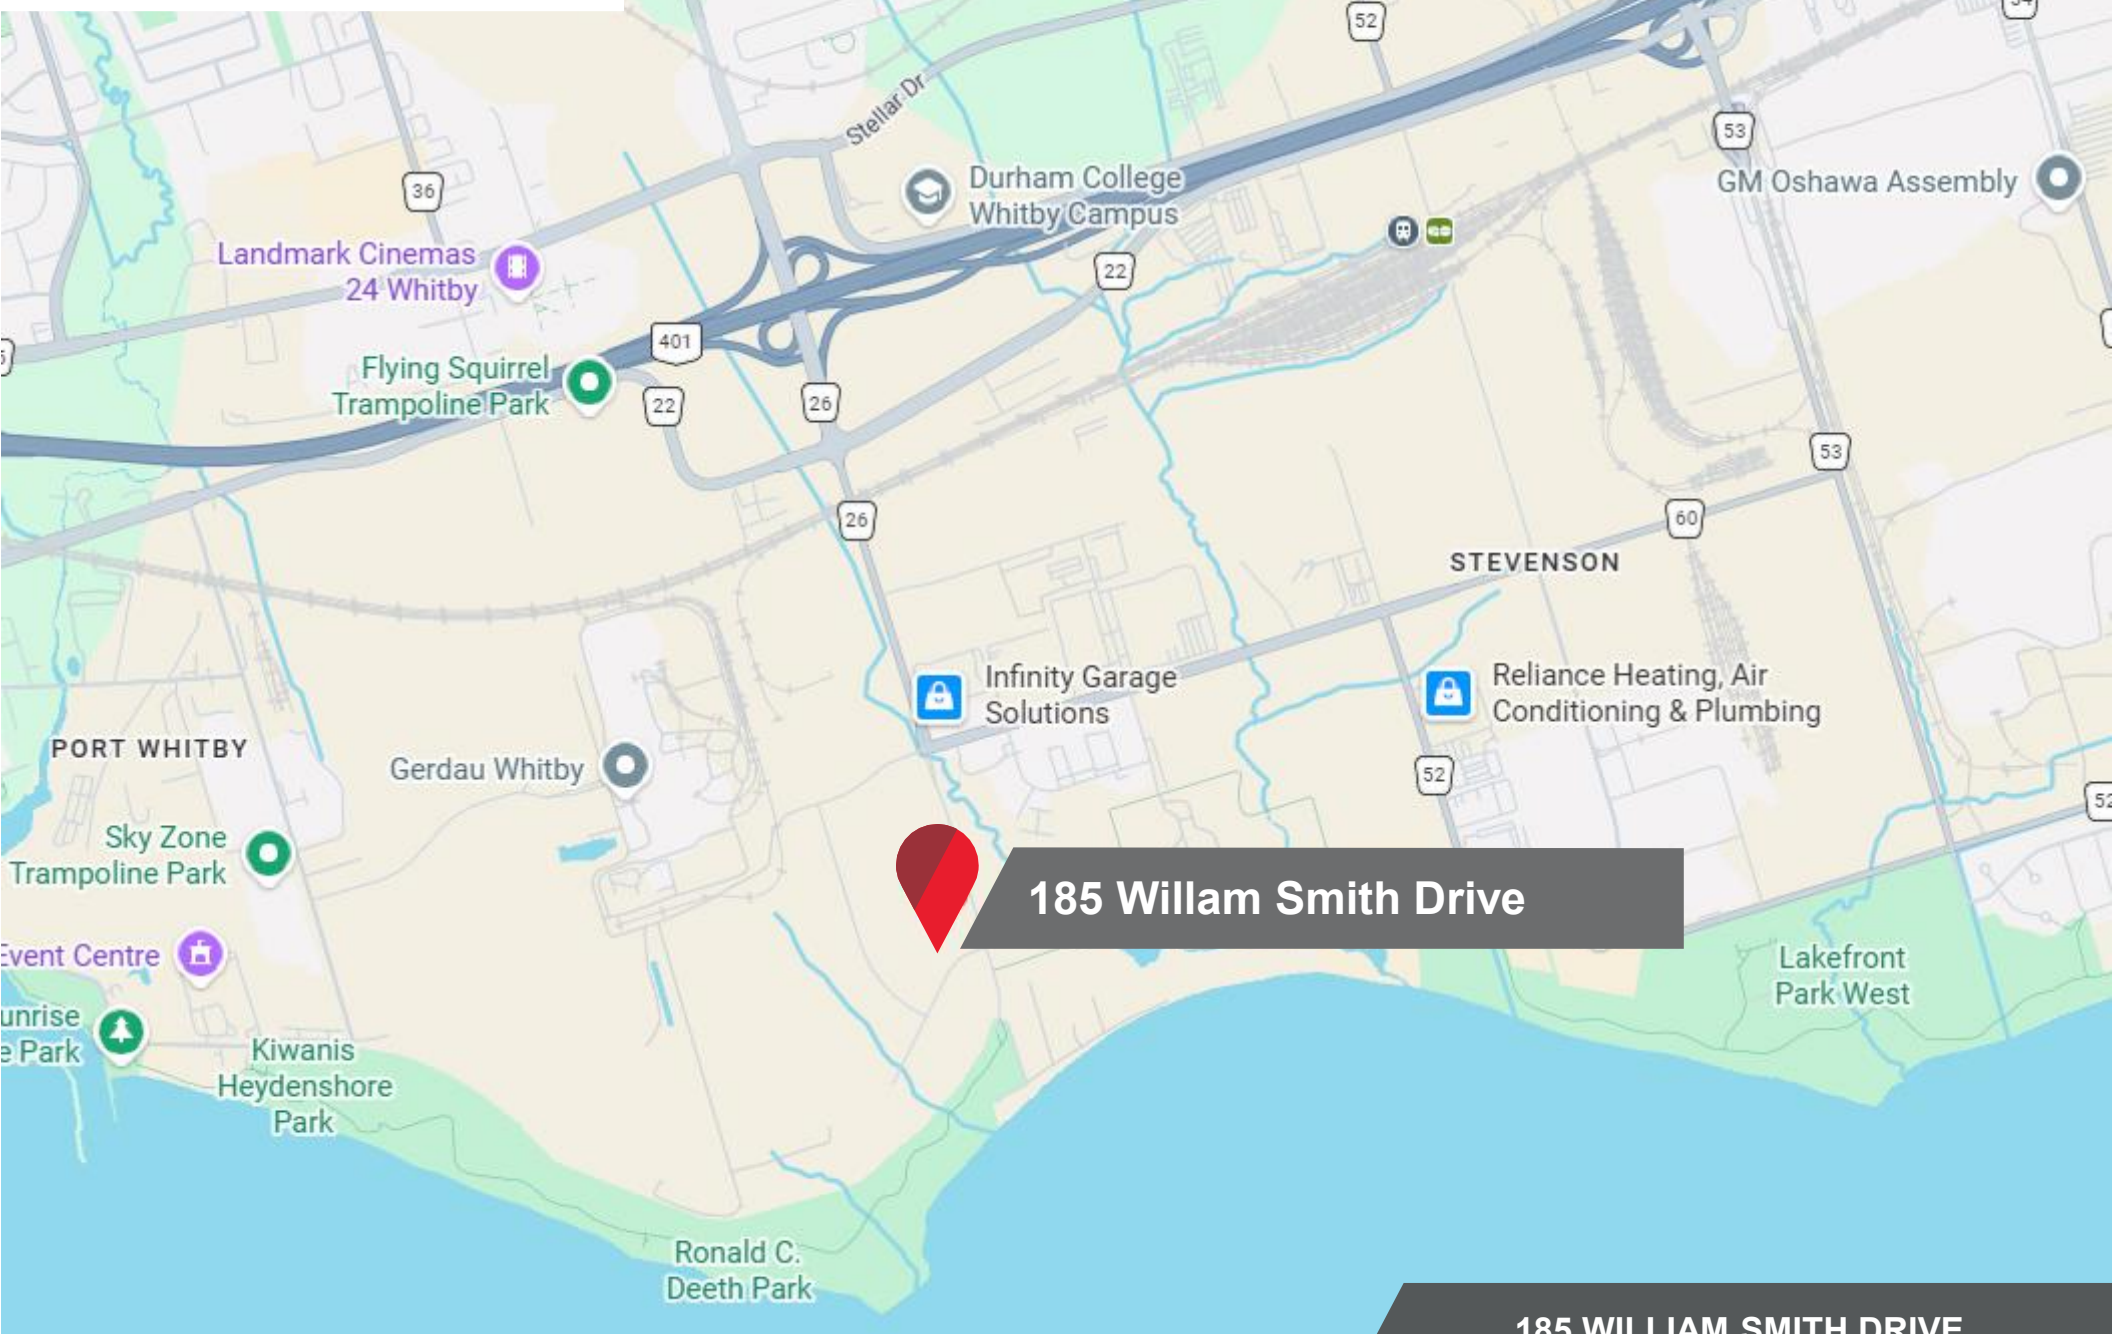 52
Stellar Dr
53
36
Durham College
Whitby Campus
GM Oshawa Assembly
Landmark Cinemas
24 Whitby
22
401
Flying Squirrel
Trampoline Park
22
26
53
26
60
STEVENSON
Infinity Garage
Solutions
Reliance Heating, Air
Conditioning & Plumbing
PORT WHITBY
Gerdau Whitby
52
52
Sky Zone
Trampoline Park
185 Willam Smith Drive
Event Centre
Lakefront
Park West
unrise
e Park
Kiwanis
Heydenshore
Park
Ronald C.
Deeth Park
185 WILLIAM SMITH DRIVE